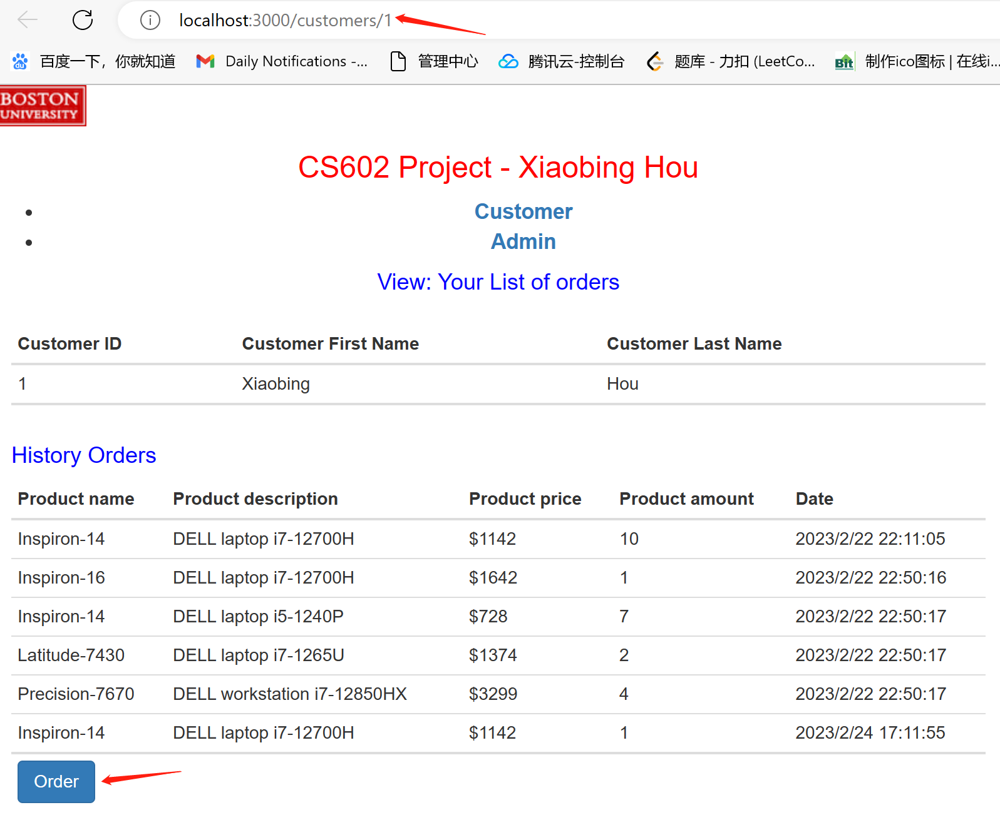 localhost:3000/customers/1
百度一下，你就知道 Daily Notifications -... 管理中心 腾讯云-控制台 题库 - 力扣 (LeetCo... Bit 制作ico图标 | 在线i...
du
BOSTON
UNIVERSITY
CS602 Project - Xiaobing Hou
Customer
Admin
View: Your List of orders
Customer ID Customer First Name Customer Last Name
1 Xiaobing Hou
History Orders
Product name Product description Product price Product amount Date
Inspiron-14 DELL laptop i7-12700H $1142 10 2023/2/22 22:11:05
Inspiron-16 DELL laptop i7-12700H $1642 1 2023/2/22 22:50:16
Inspiron-14 DELL laptop i5-1240P $728 7 2023/2/22 22:50:17
Latitude-7430 DELL laptop i7-1265U $1374 2 2023/2/22 22:50:17
Precision-7670 DELL workstation i7-12850HX $3299 4 2023/2/22 22:50:17
Inspiron-14 DELL laptop i7-12700H $1142 1 2023/2/24 17:11:55
Order